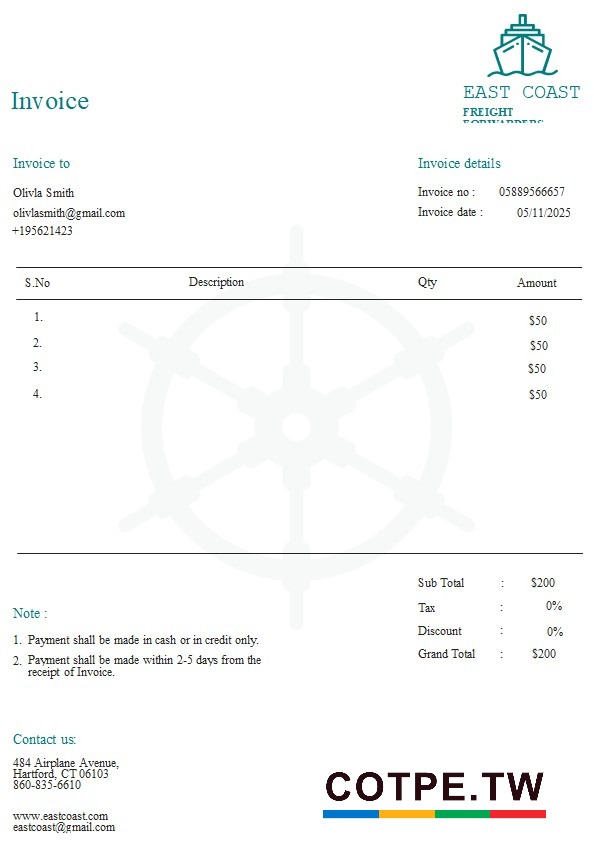 EAST COAST
FREIGHT
FORWARDERS
Invoice
Invoice to
Olivla Smith
olivlasmith@gmail.com
+195621423
Invoice details
Invoice no : 05889566657
Invoice date : 05/11/2025
S.No Description Qty Amount
1. $50
2. $50
3. $50
4. $50
Sub Total : $200
Tax : 0%
Discount : 0%
Grand Total : $200
Note :
1. Payment shall be made in cash or in credit only.
2. Payment shall be made within 2-5 days from the
receipt of Invoice.
Contact us:
484 Airplane Avenue,
Hartford, CT 06103
860-835-6610
www.eastcoast.com
eastcoast@gmail.com
COTPE.TW